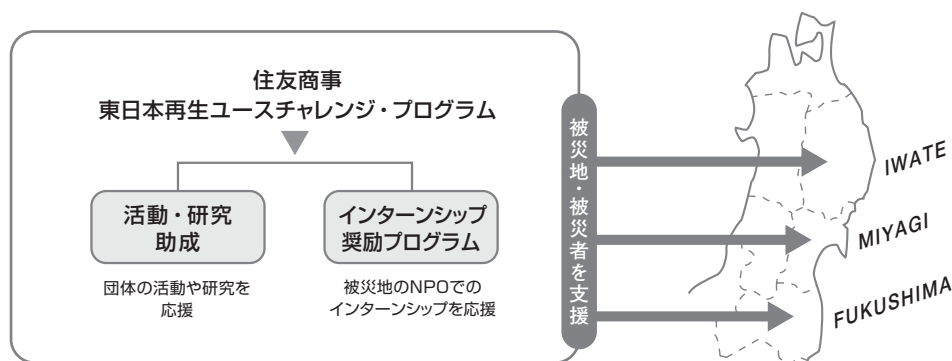 住友商事
東日本再生ユースチャレンジ・プログラム
活動・研究
助成
団体の活動や研究を
応援
インターンシップ
奨励プログラム
被災地のNPOでの
インターンシップを応援
被災地・被災者を支援
IWATE
MIYAGI
FUKUSHIMA